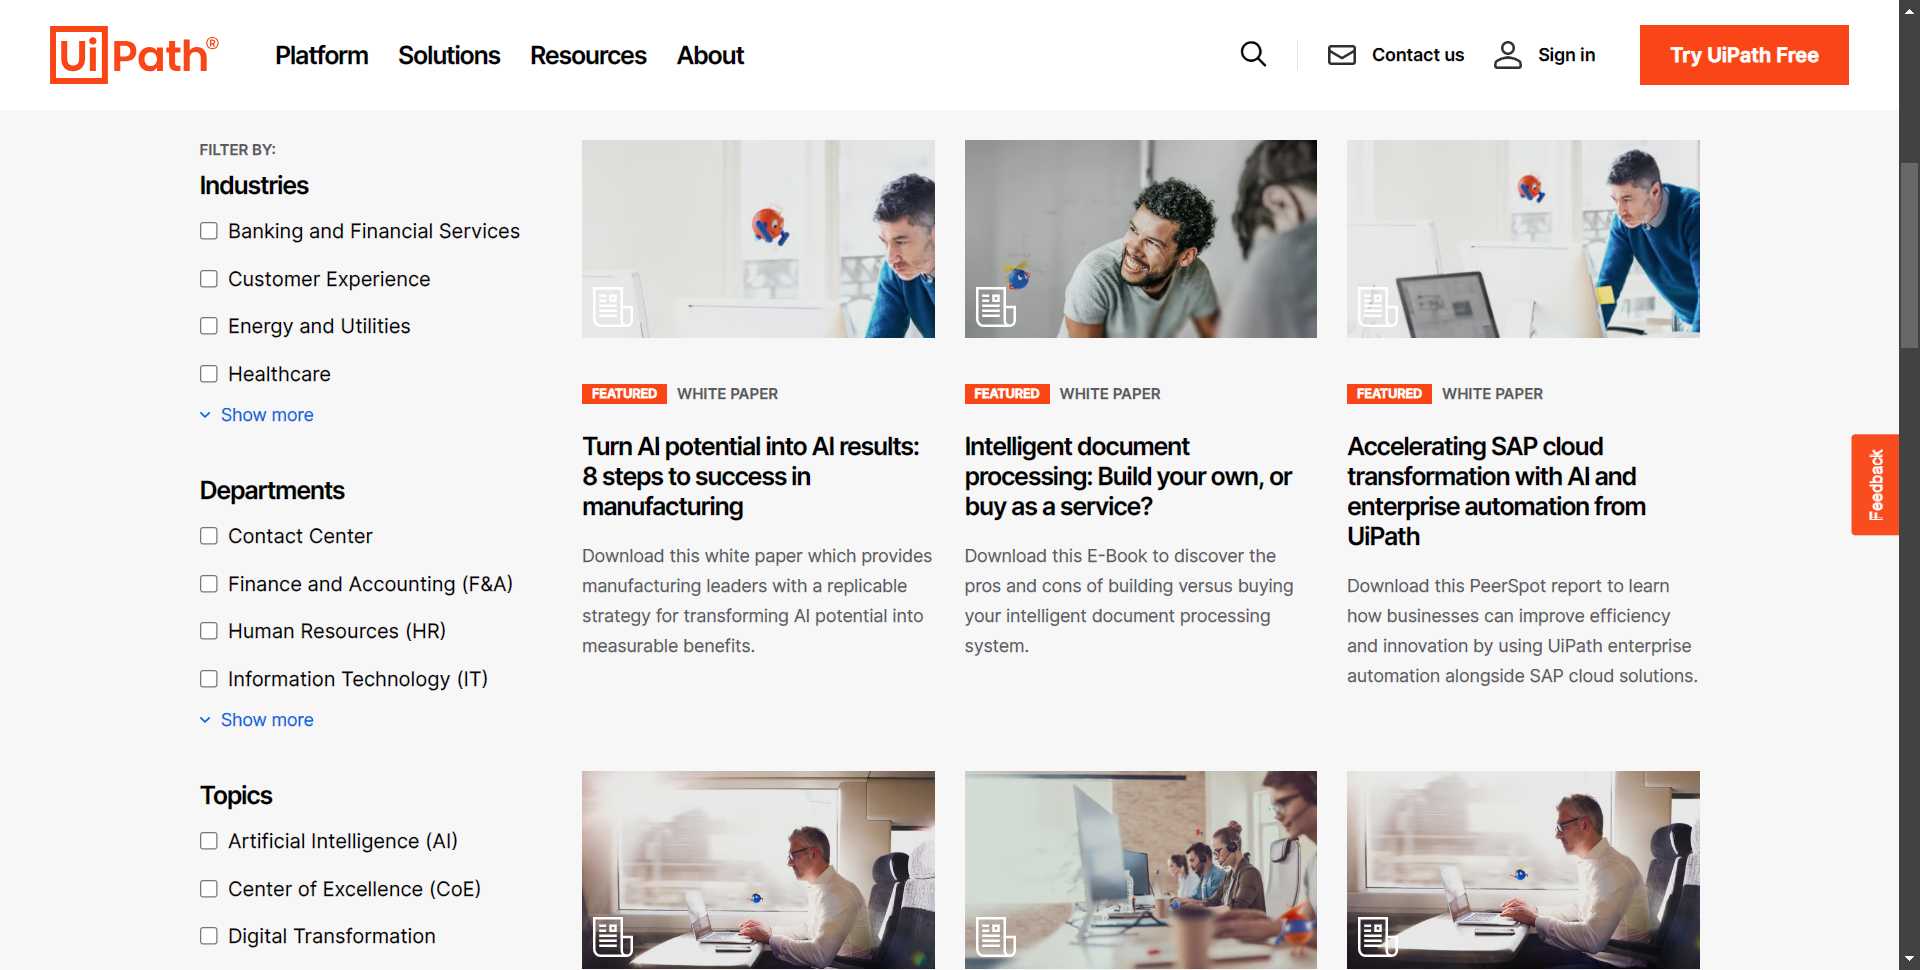 UiPath®
Platform
Solutions
Resources
About
Contact us
Sign in
Try UiPath Free
FILTER BY:
Industries
Banking and Financial Services
Customer Experience
Energy and Utilities
Healthcare
Show more
Departments
Contact Center
Finance and Accounting (F&A)
Human Resources (HR)
Information Technology (IT)
Show more
Topics
Artificial Intelligence (AI)
Center of Excellence (CoE)
Digital Transformation
FEATURED WHITE PAPER
Turn AI potential into AI results:
8 steps to success in
manufacturing
Download this white paper which provides
manufacturing leaders with a replicable
strategy for transforming AI potential into
measurable benefits.
FEATURED WHITE PAPER
Intelligent document
processing: Build your own, or
buy as a service?
Download this E-Book to discover the
pros and cons of building versus buying
your intelligent document processing
system.
FEATURED WHITE PAPER
Accelerating SAP cloud
transformation with AI and
enterprise automation from
UiPath
Download this PeerSpot report to learn
how businesses can improve efficiency
and innovation by using UiPath enterprise
automation alongside SAP cloud solutions.
Feedback